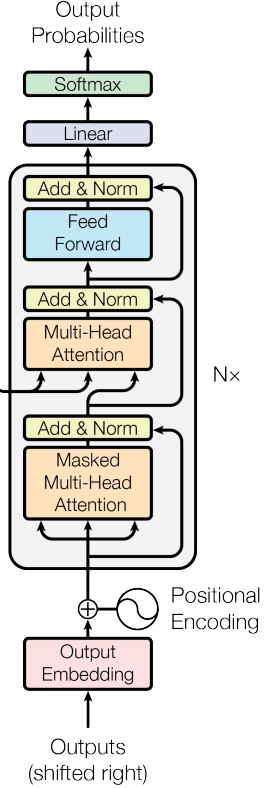 Output
Probabilities
Softmax
Linear
Add & Norm
Feed
Forward
Add & Norm
Multi-Head
Attention
N×
Add & Norm
Masked
Multi-Head
Attention
Positional
Encoding
Output
Embedding
Outputs
(shifted right)